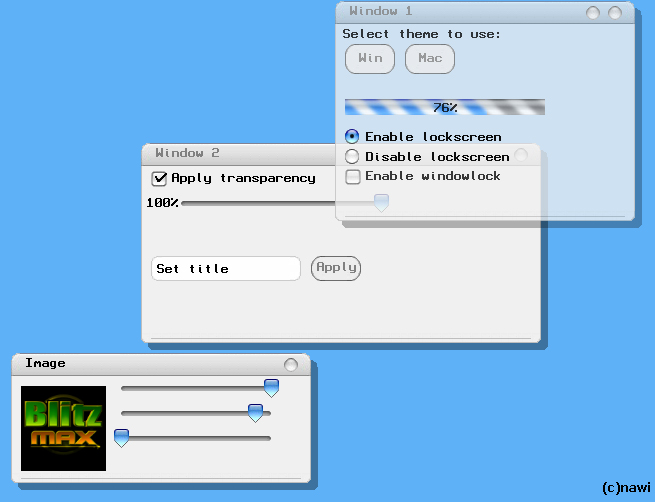 Window 1
Select theme to use:
Win
Mac
76%
Enable lockscreen
Disable lockscreen
Enable windowlock
Window 2
Apply transparency
100%
Set title
Apply
Image
Blitz
MAX
(c)nawi